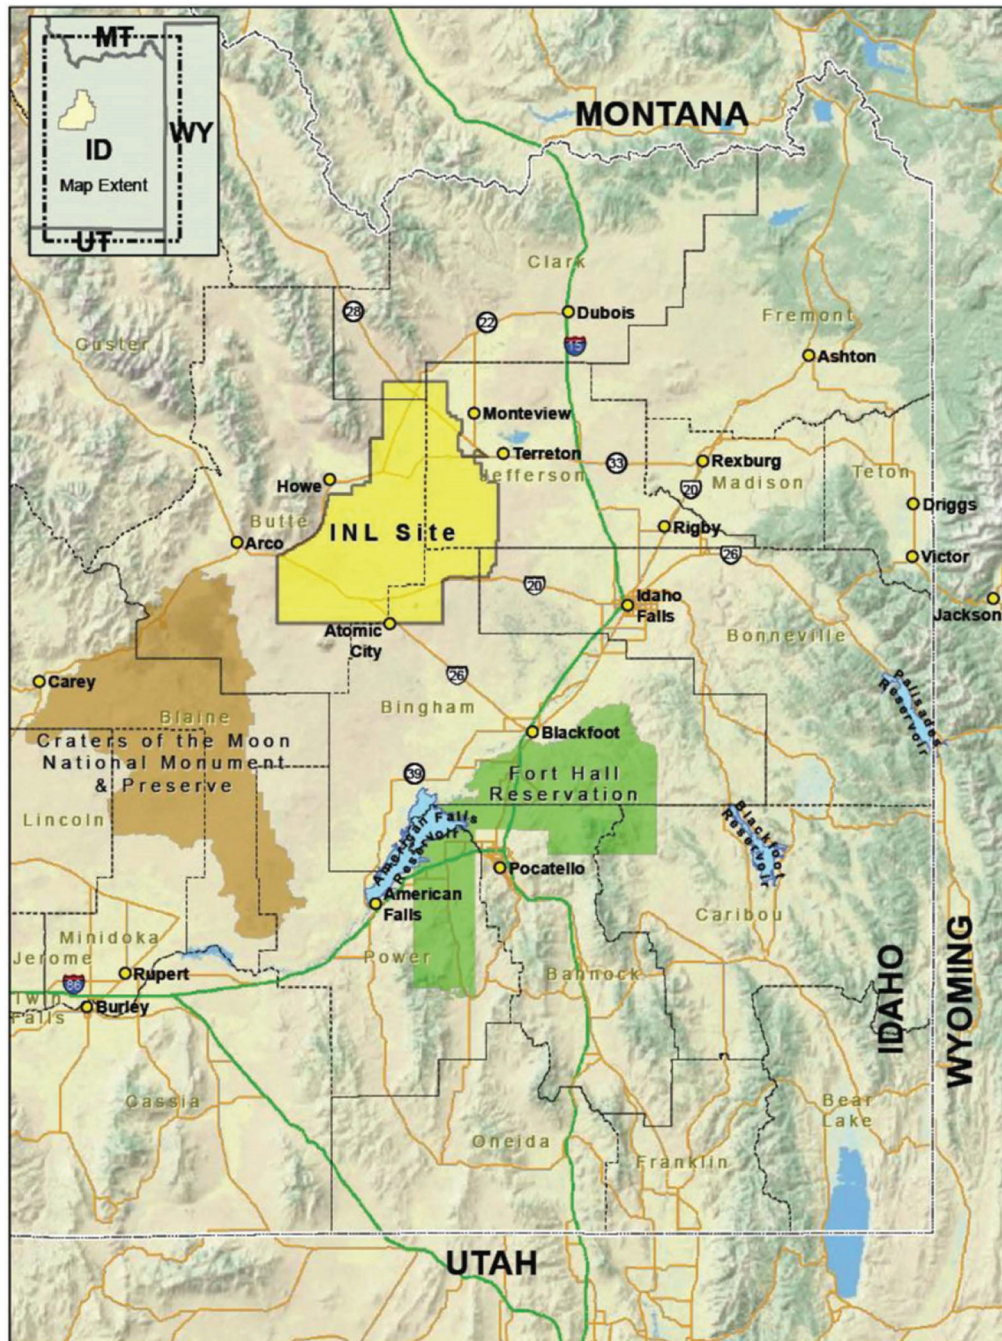 MT
WY
ID
Map Extent
UT
MONTANA
Clark
28
22
Dubois
15
Fremont
Custer
Ashton
Monteview
Terreton
Jefferson
33
Rexburg
Madison
Teton
Howe
20
Driggs
Butte
INL Site
Rigby
Arco
26
Victor
20
Idaho
Falls
Jackson
Atomic
City
Bonneville
26
Carey
Palisades
Reservoir
Blaine
Bingham
Craters of the Moon
National Monument
& Preserve
Blackfoot
39
Fort Hall
Reservation
Lincoln
American Falls
Reservoir
Blackfoot
Reservoir
Pocatello
American
Falls
Caribou
Minidoka
Jerome
Power
Rupert
Bannock
86
Twin
Falls
Burley
IDAHO
WYOMING
Cassia
Bear
Lake
Oneida
Franklin
UTAH